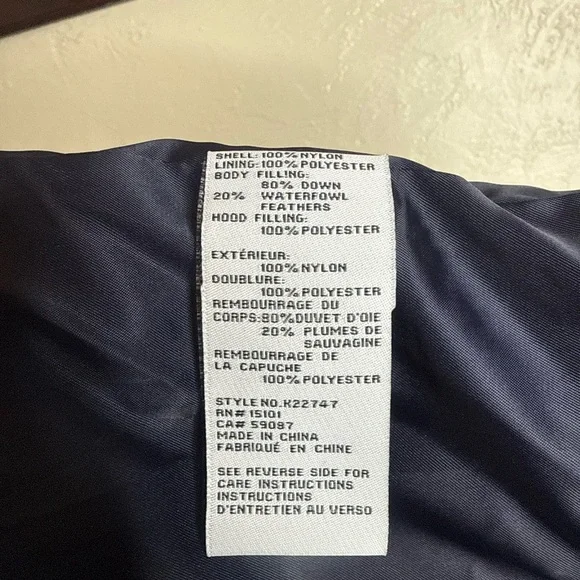 SHELL: 100% NYLON
LINING: 100% POLYESTER
BODY FILLING:
80% DOWN
20% WATERFOWL
FEATHERS
HOOD FILLING:
100% POLYESTER
EXTÉRIEUR:
100% NYLON
DOUBLURE:
100% POLYESTER
REMBOURRAGE DU
CORPS:80%DUVET D'OIE
20% PLUMES DE
SAUVAGINE
REMBOURRAGE DE
LA CAPUCHE
100% POLYESTER
STYLE NO.K22747
RN# 15101
CA# 59087
MADE IN CHINA
FABRIQUÉ EN CHINE
SEE REVERSE SIDE FOR
CARE INSTRUCTIONS
INSTRUCTIONS
D'ENTRETIEN AU VERSO